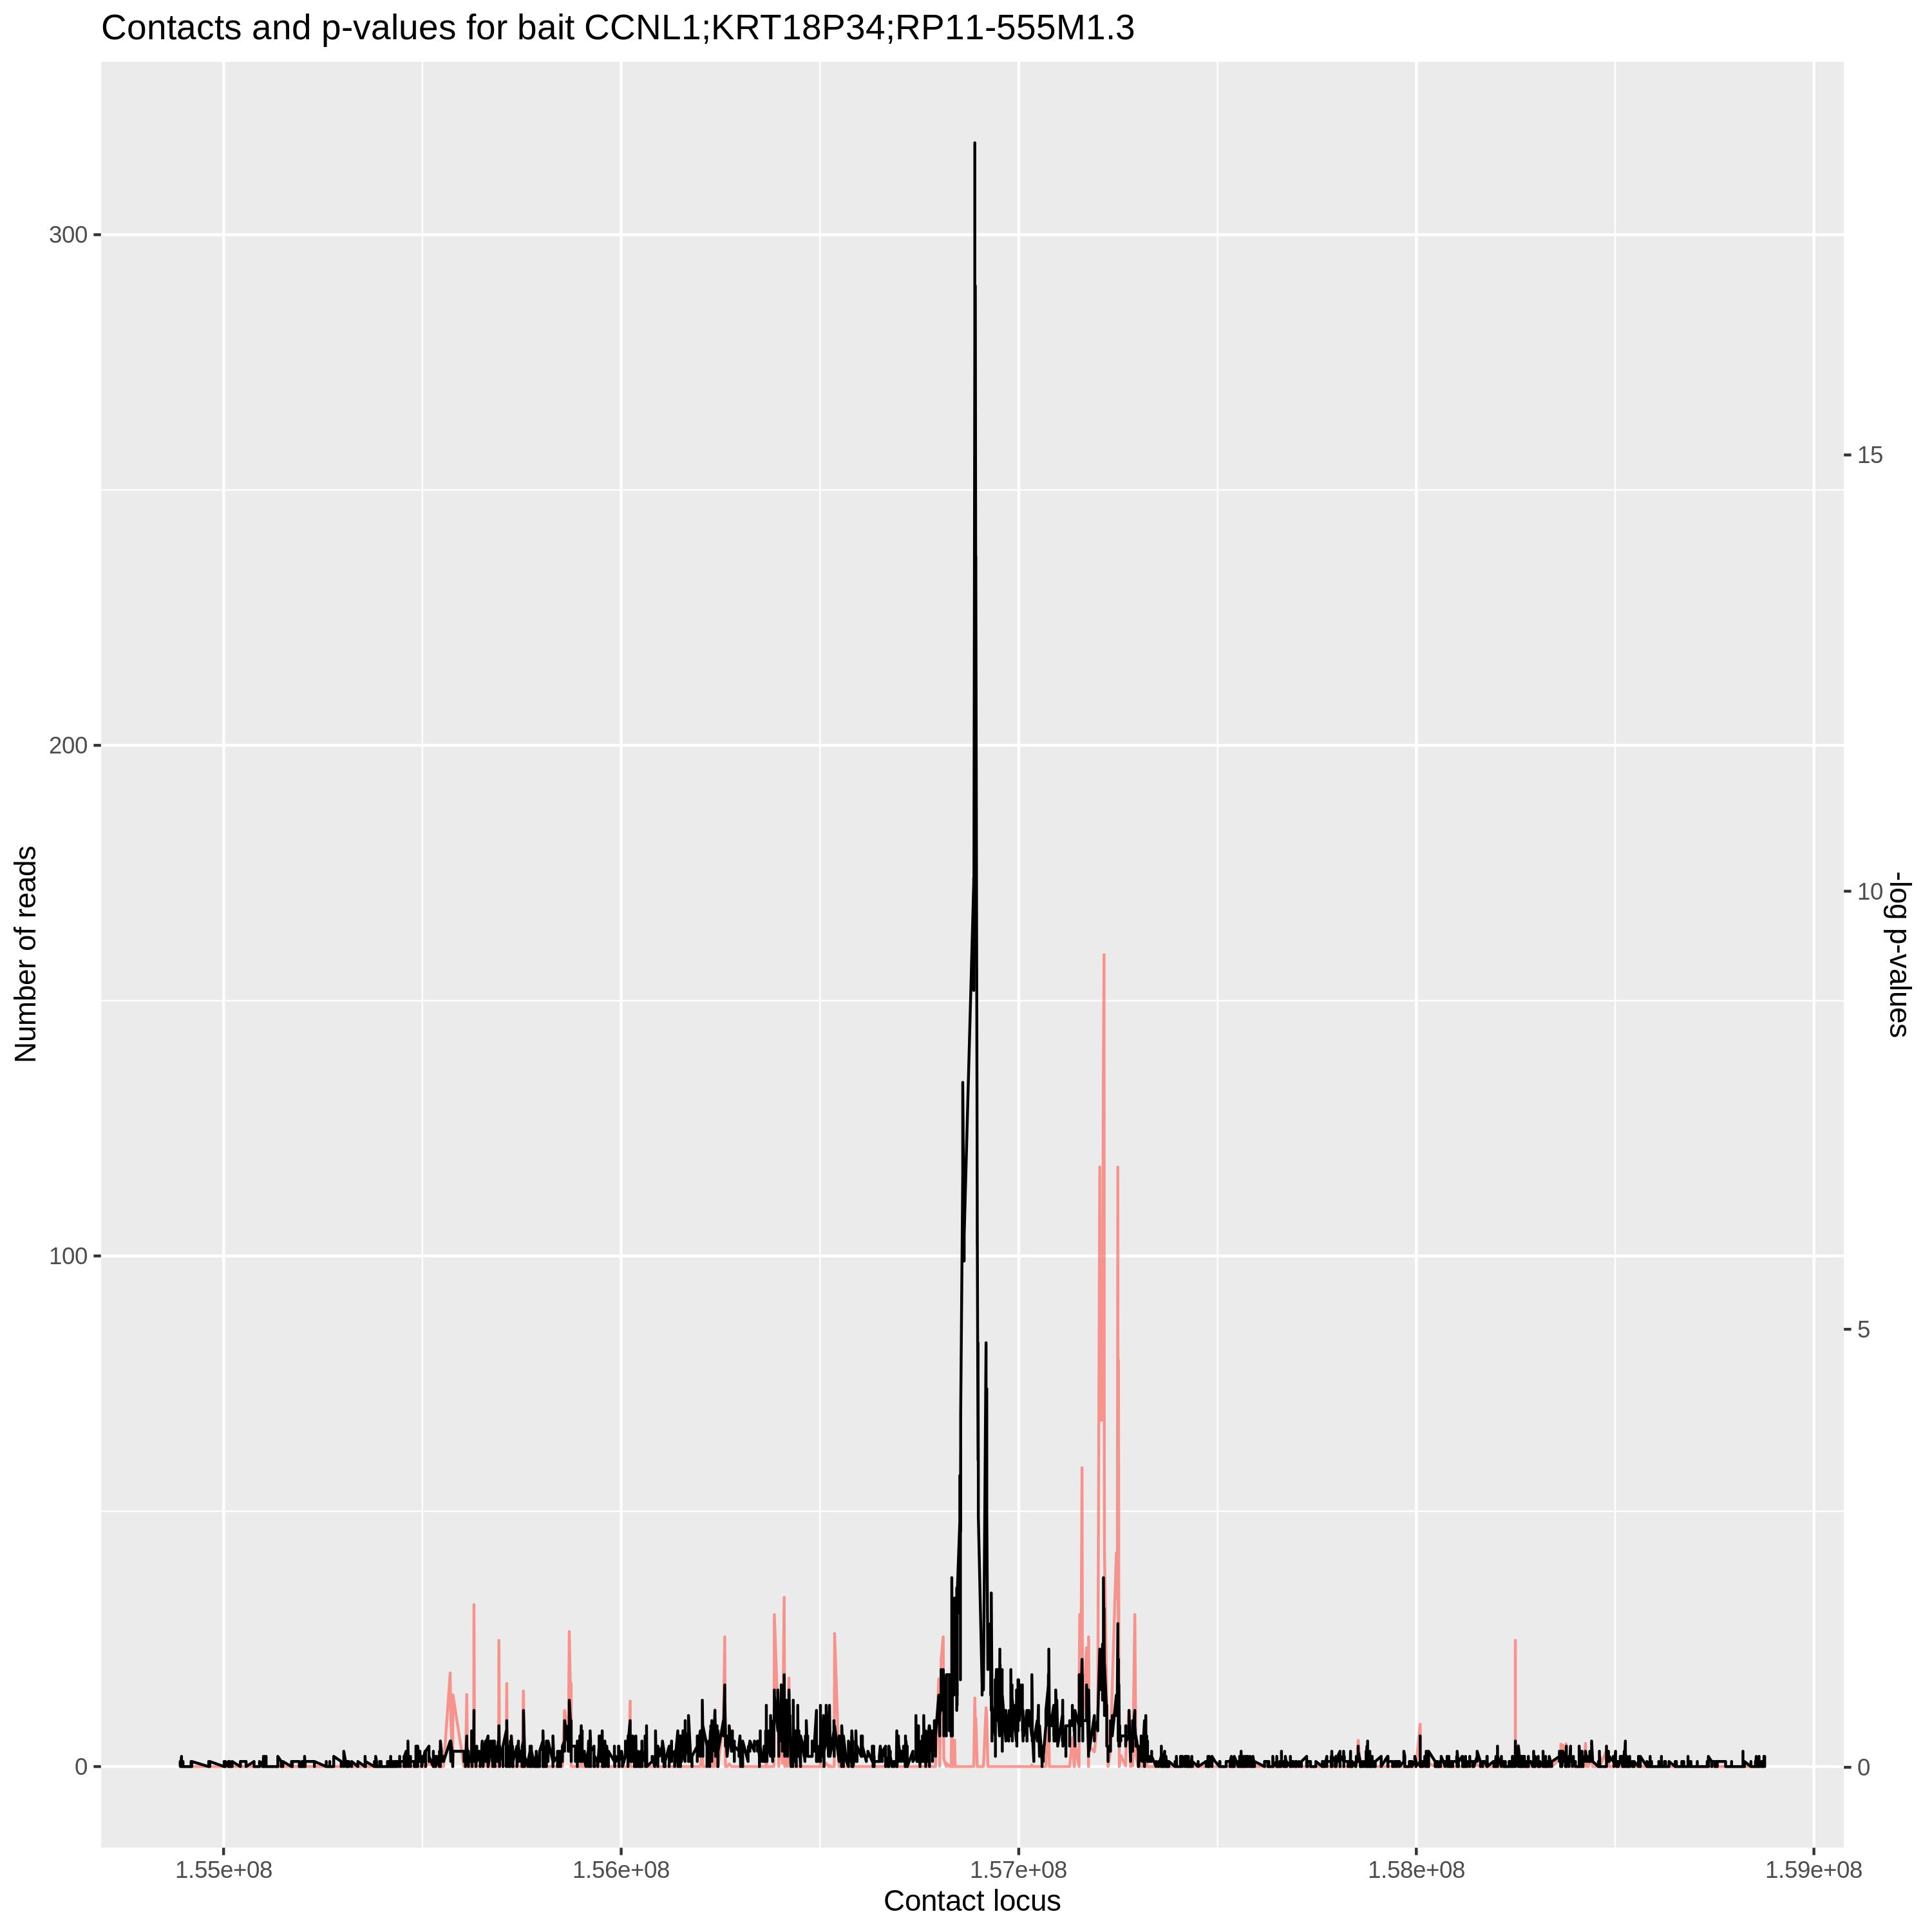 Contacts and p-values for bait CCNL1;KRT18P34;RP11-555M1.3
300
200
100
0
Number of reads
15
10
5
0
-log p-values
1.55e+08
1.56e+08
1.57e+08
1.58e+08
1.59e+08
Contact locus